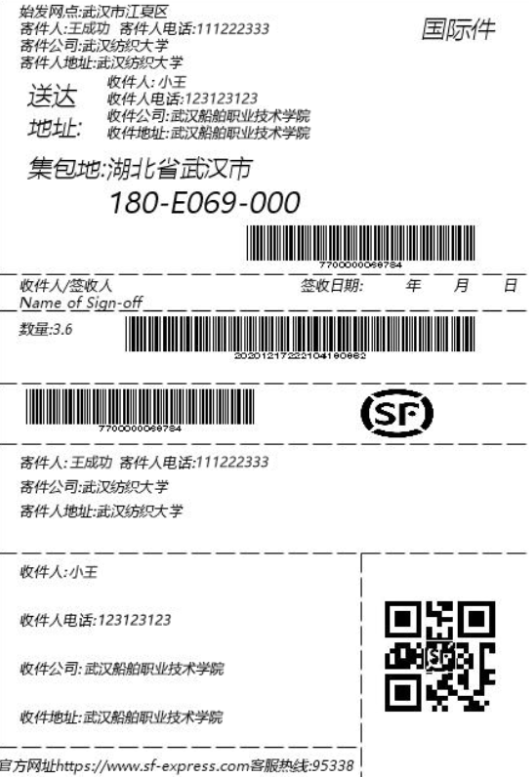 始发网点:武汉市江夏区
国际件
寄件人:王成功 寄件人电话:111222333
寄件公司:武汉纺织大学
寄件人地址:武汉纺织大学
送达
地址:
收件人: 小王
收件人电话:123123123
收件公司: 武汉船舶职业技术学院
收件地址: 武汉船舶职业技术学院
集包地:湖北省武汉市
180-E069-000
7700000066784
收件人/签收人 签收日期: 年 月 日
Name of Sign-off
数量:3.6
20201217222104160662
7700000066784
SF
寄件人: 王成功 寄件人电话:111222333
寄件公司:武汉纺织大学
寄件人地址:武汉纺织大学
收件人:小王
收件人电话:123123123
收件公司: 武汉船舶职业技术学院
收件地址: 武汉船舶职业技术学院
SF
官方网址https://www.sf-express.com客服热线:95338